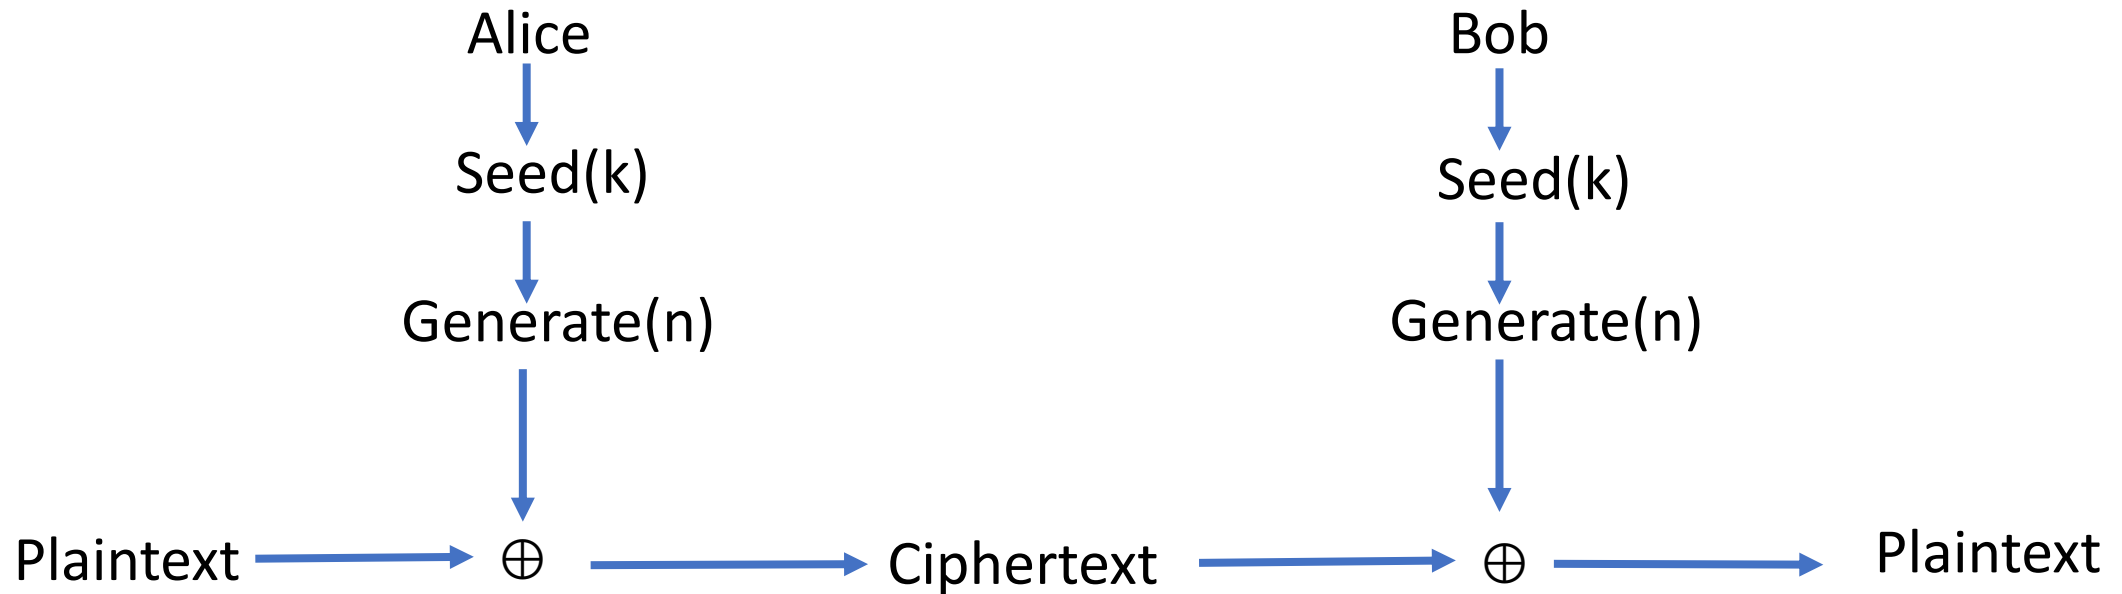 Alice
Bob
Seed(k)
Seed(k)
Generate(n)
Generate(n)
Plaintext ⊕ Ciphertext ⊕ Plaintext